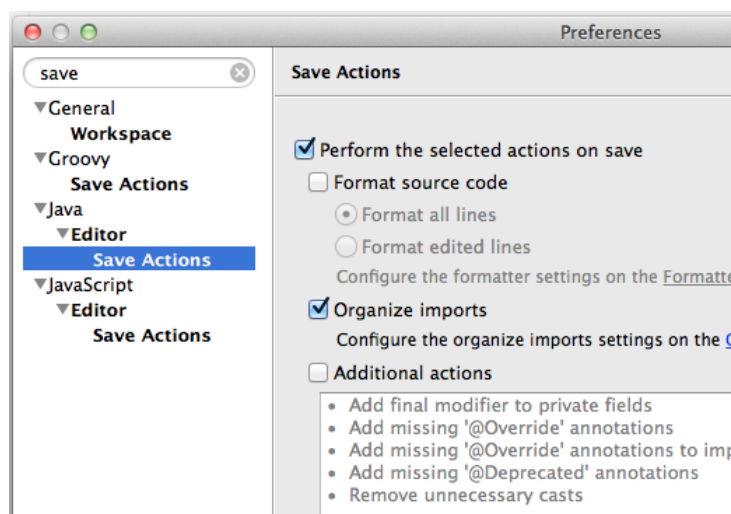 Preferences
save
General
Workspace
Groovy
Save Actions
Java
Editor
Save Actions
JavaScript
Editor
Save Actions
Save Actions
Perform the selected actions on save
Format source code
Format all lines
Format edited lines
Configure the formatter settings on the Formatte
Organize imports
Configure the organize imports settings on the
Additional actions
• Add final modifier to private fields
• Add missing '@Override' annotations
• Add missing '@Override' annotations to imp
• Add missing '@Deprecated' annotations
• Remove unnecessary casts